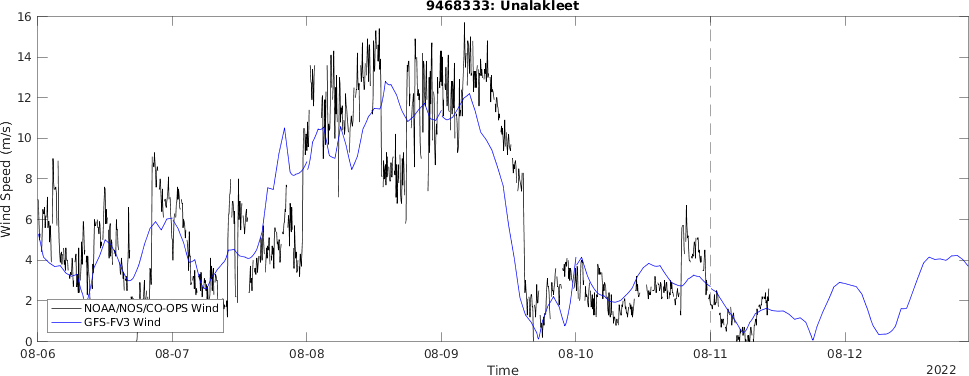 9468333: Unalakleet
16
14
12
10
8
6
4
2
0
Wind Speed (m/s)
NOAA/NOS/CO-OPS Wind
GFS-FV3 Wind
08-06 08-07 08-08 08-09 08-10 08-11 08-12
Time
2022